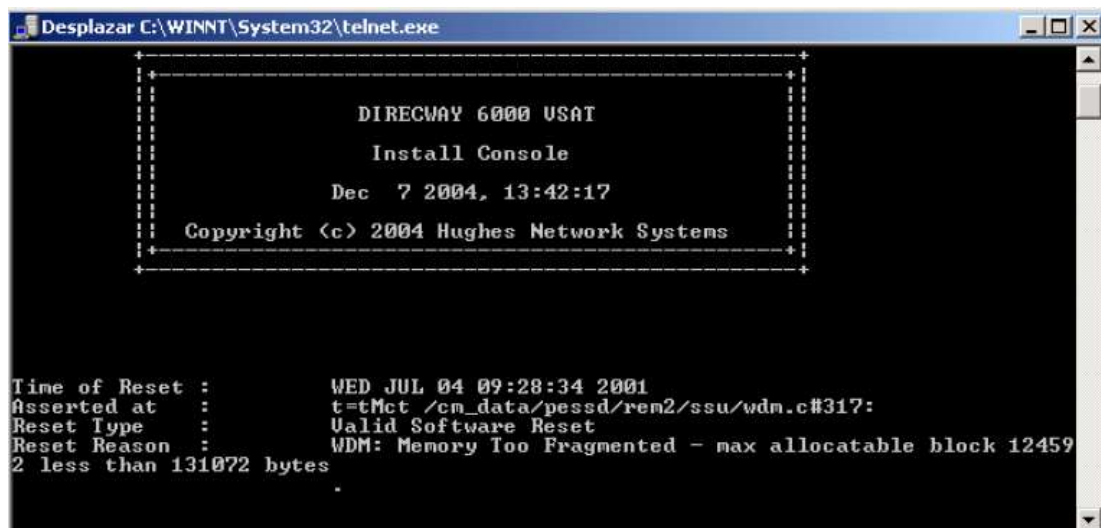 Desplazar C:\WINNT\System32\telnet.exe
DIRECWAY 6000 VSAT
Install Console
Dec 7 2004, 13:42:17
Copyright (c) 2004 Hughes Network Systems
Time of Reset : WED JUL 04 09:28:34 2001
Asserted at : t=tMct /cm_data/pessd/rem2/ssu/wdm.c#317:
Reset Type : Valid Software Reset
Reset Reason : WDM: Memory Too Fragmented - max allocatable block 12459
2 less than 131072 bytes
.